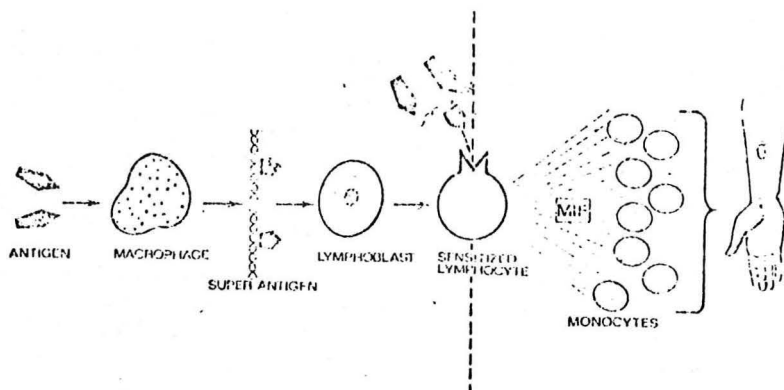 ANTIGEN
MACROPHAGE
SUPER ANTIGEN
LYMPHOBLAST
SENSITIZED
LYMPHOCYTE
MIF
MONOCYTES